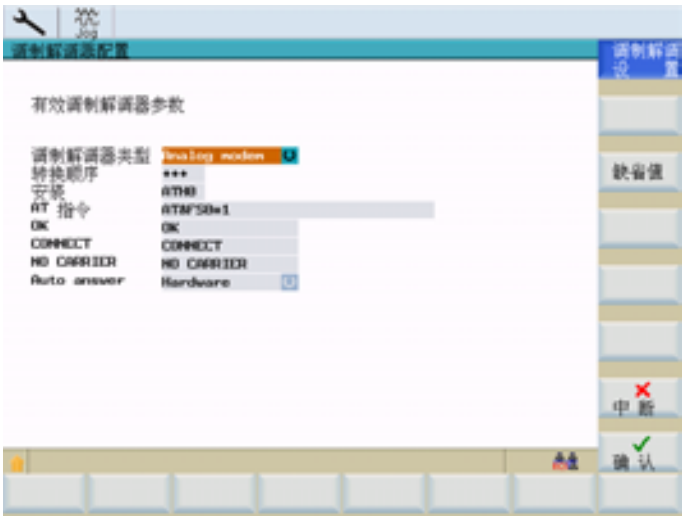 Jog
调制解调器配置
调制解调
设 置
有效调制解调器参数
调制解调器类型 Analog modem
转换顺序 +++
安装 ATH0
AT 指令 AT&FS0=1
OK OK
CONNECT CONNECT
NO CARRIER NO CARRIER
Auto answer Hardware
缺省值
中 断
确 认